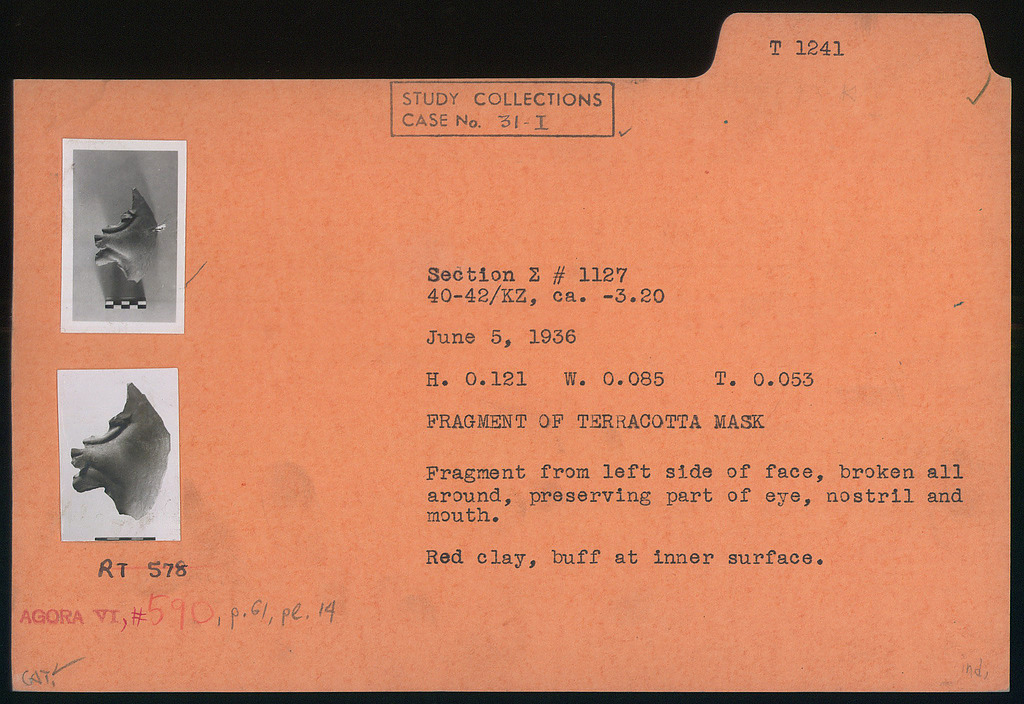 T 1241
STUDY COLLECTIONS
CASE No. 31-I
Section Σ # 1127
40-42/KZ, ca. -3.20
June 5, 1936
H. 0.121 W. 0.085 T. 0.053
FRAGMENT OF TERRACOTTA MASK
Fragment from left side of face, broken all
around, preserving part of eye, nostril and
mouth.
Red clay, buff at inner surface.
RT 578
AGORA VI, #590, p.61, pl. 14
CAT.
ind.